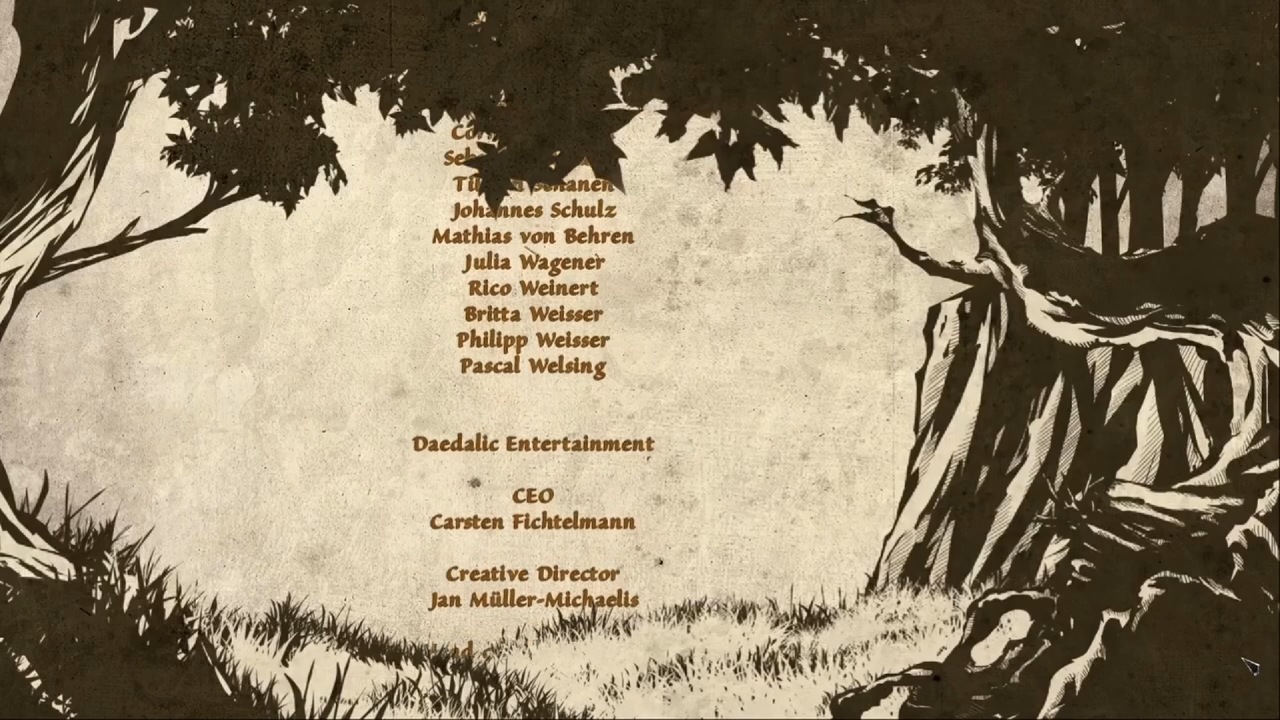 Johannes Schulz
Mathias von Behren
Julia Wagener
Rico Weinert
Britta Weisser
Philipp Weisser
Pascal Welsing
Daedalic Entertainment
CEO
Carsten Fichtelmann
Creative Director
Jan Müller-Michaelis